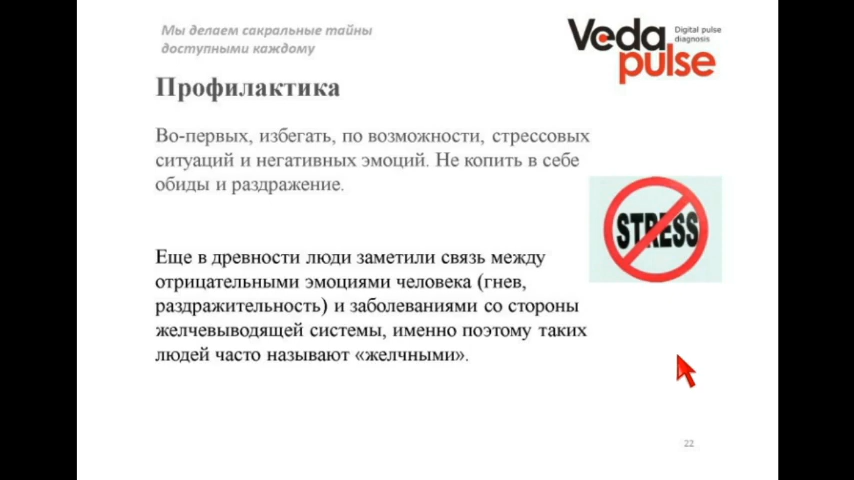 Мы делаем сакральные тайны
доступными каждому
Veda
pulse
Digital pulse
diagnosis
Профилактика
Во-первых, избегать, по возможности, стрессовых
ситуаций и негативных эмоций. Не копить в себе
обиды и раздражение.
STRESS
Еще в древности люди заметили связь между
отрицательными эмоциями человека (гнев,
раздражительность) и заболеваниями со стороны
желчевыводящей системы, именно поэтому таких
людей часто называют «желчными».
22